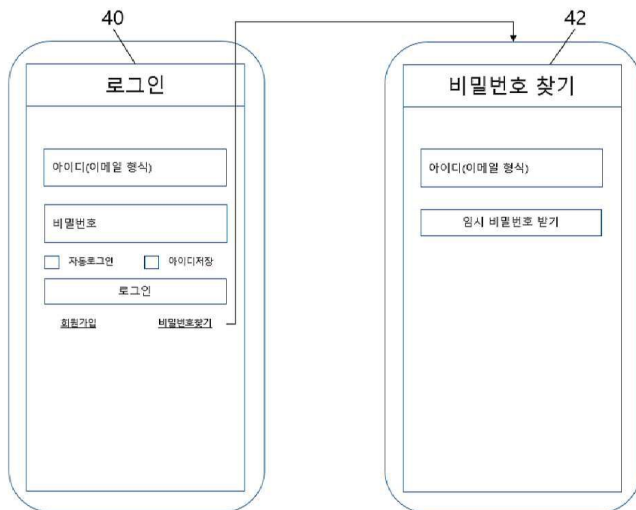 40
로그인
아이디(이메일 형식)
비밀번호
자동로그인 아이디저장
로그인
회원가입 비밀번호찾기
42
비밀번호 찾기
아이디(이메일 형식)
임시 비밀번호 받기